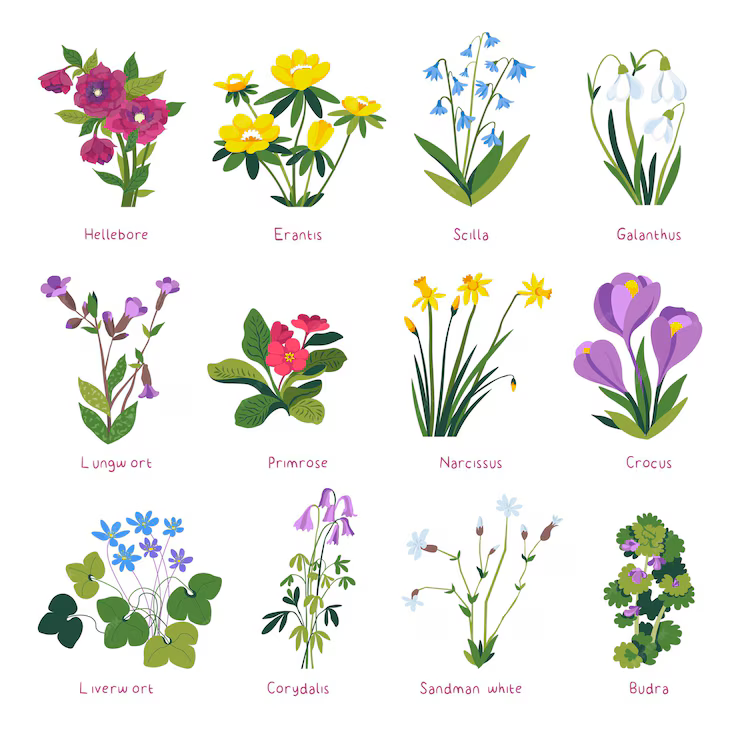 Hellebore
Erantis
Scilla
Galanthus
Lungwort
Primrose
Narcissus
Crocus
Liverwort
Corydalis
Sandman white
Budra